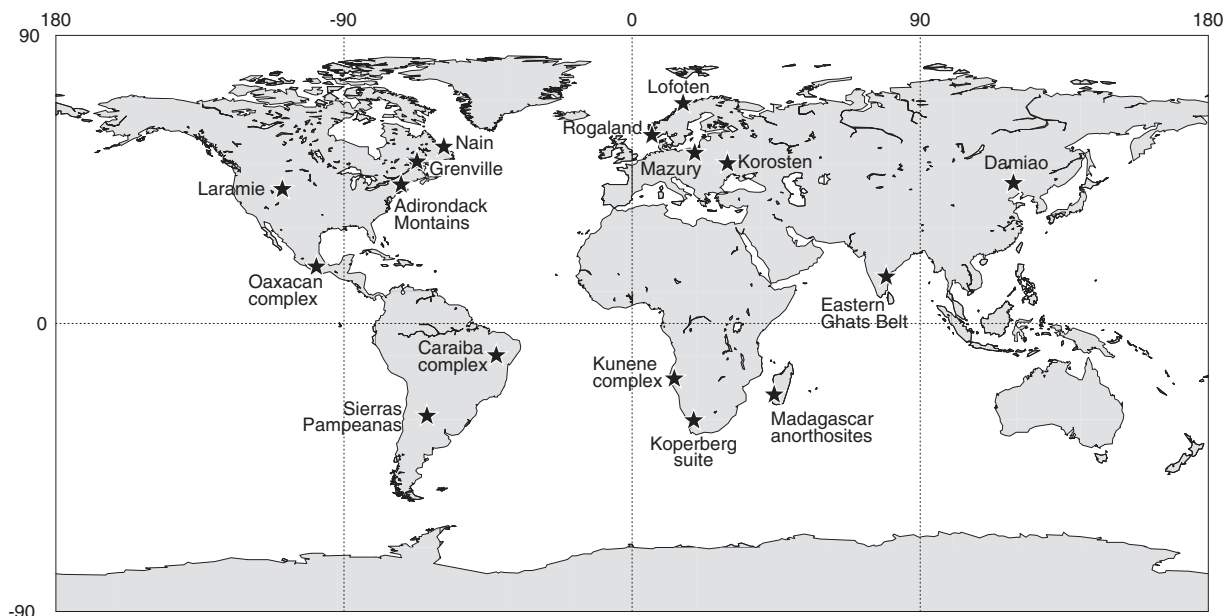 180
-90
0
90
180
90
Lofoten
Rogaland
Nain
Grenville
Mazury
Korosten
Damiao
Laramie
Adirondack
Montains
Oaxacan
complex
Eastern
Ghats Belt
0
Caraiba
complex
Kunene
complex
Sierras
Pampeanas
Madagascar
anorthosites
Koperberg
suite
-90